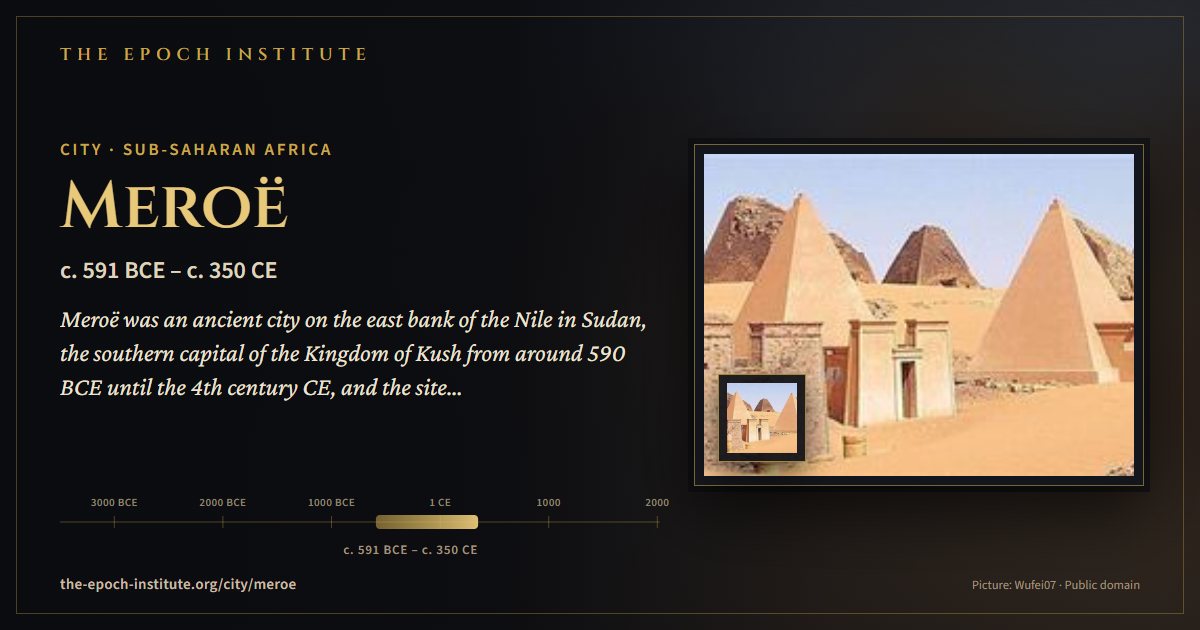 THE EPOCH INSTITUTE
CITY · SUB-SAHARAN AFRICA
MEROË
c. 591 BCE – c. 350 CE
Meroë was an ancient city on the east bank of the Nile in Sudan,
the southern capital of the Kingdom of Kush from around 590
BCE until the 4th century CE, and the site...
3000 BCE 2000 BCE 1000 BCE 1 CE 1000 2000
c. 591 BCE – c. 350 CE
the-epoch-institute.org/city/meroe
Picture: Wufei07 · Public domain